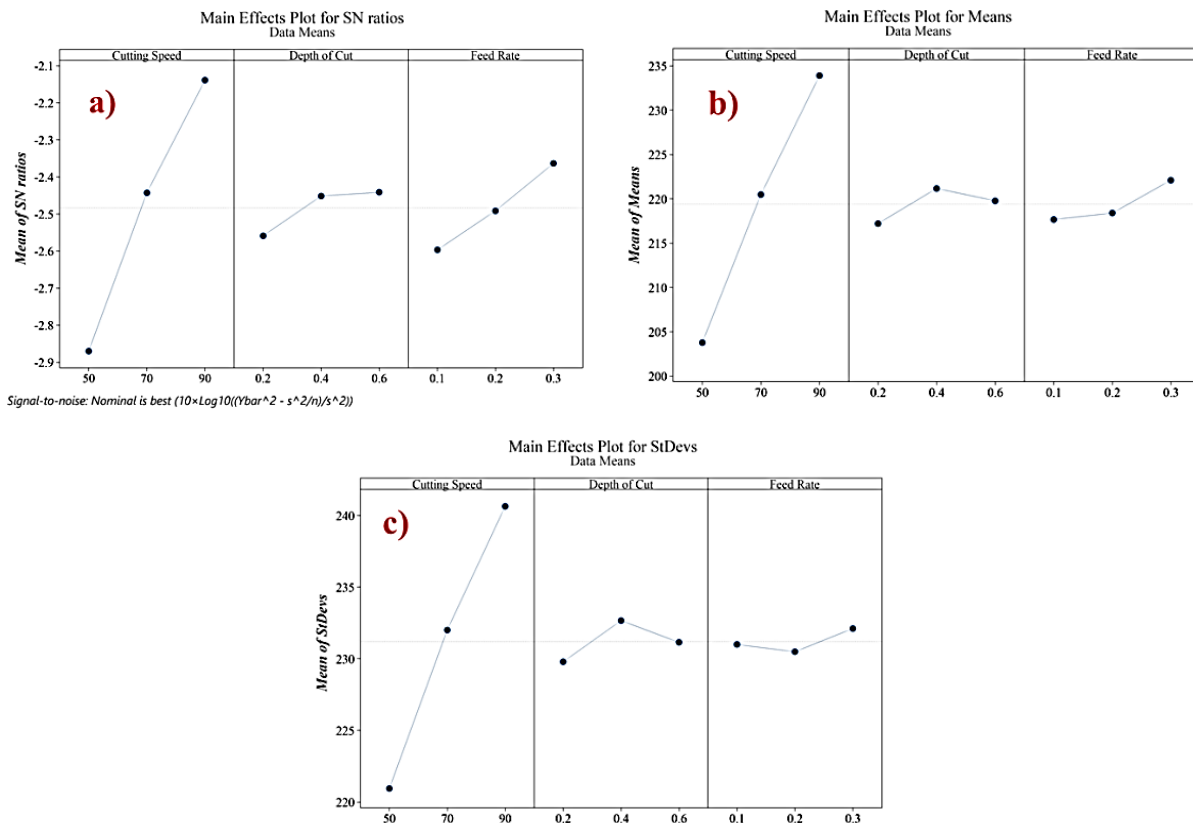 Main Effects Plot for SN ratios
Data Means
Cutting Speed Depth of Cut Feed Rate
a)
Mean of SN ratios
-2.1
-2.2
-2.3
-2.4
-2.5
-2.6
-2.7
-2.8
-2.9
50 70 90 0.2 0.4 0.6 0.1 0.2 0.3
Signal-to-noise: Nominal is best (10×Log10((Ybar^2 - s^2/n)/s^2))
Main Effects Plot for Means
Data Means
Cutting Speed Depth of Cut Feed Rate
b)
Mean of Means
235
230
225
220
215
210
205
200
50 70 90 0.2 0.4 0.6 0.1 0.2 0.3
Main Effects Plot for StDevs
Data Means
Cutting Speed Depth of Cut Feed Rate
c)
Mean of StDevs
240
235
230
225
220
50 70 90 0.2 0.4 0.6 0.1 0.2 0.3